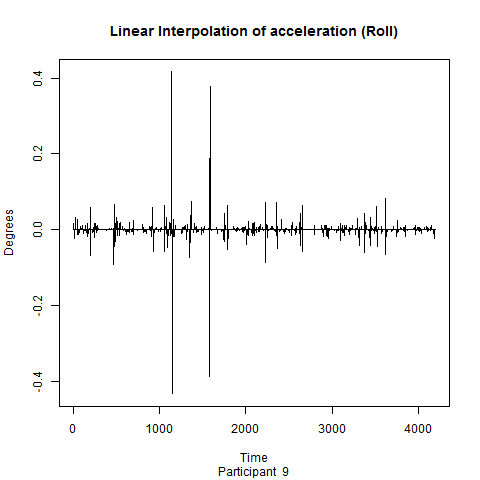 Linear Interpolation of acceleration (Roll)
Degrees
0.4
0.2
0.0
-0.2
-0.4
0 1000 2000 3000 4000
Time
Participant 9